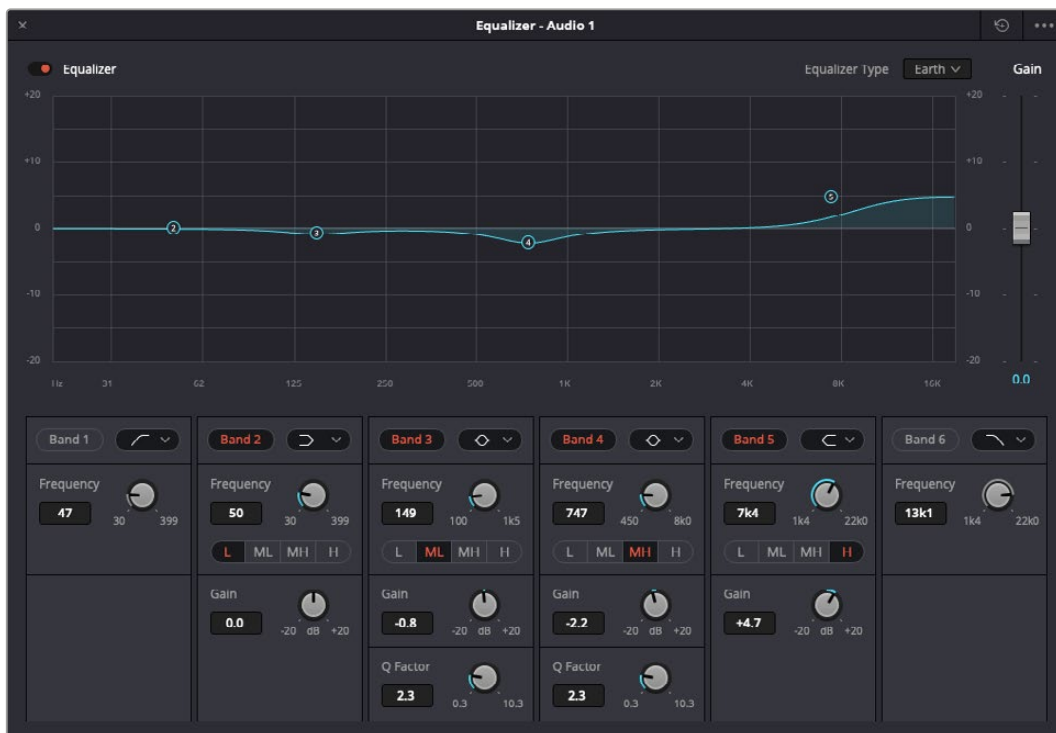 Equalizer - Audio 1
Equalizer
Equalizer Type Earth Gain
+20 +20
+10 +10
2 3 4 5
0 0
-10 -10
-20 -20
Hz 31 62 125 250 500 1K 2K 4K 8K 16K 0.0
Band 1 Band 2 Band 3 Band 4 Band 5 Band 6
Frequency Frequency Frequency Frequency Frequency Frequency
47 50 149 747 7k4 13k1
30 399 30 399 100 1k5 450 8k0 1k4 22k0 1k4 22k0
L ML MH H L ML MH H L ML MH H L ML MH H
Gain Gain Gain Gain
0.0 -0.8 -2.2 +4.7
-20 dB +20 -20 dB +20 -20 dB +20 -20 dB +20
Q Factor Q Factor
2.3 2.3
0.3 10.3 0.3 10.3